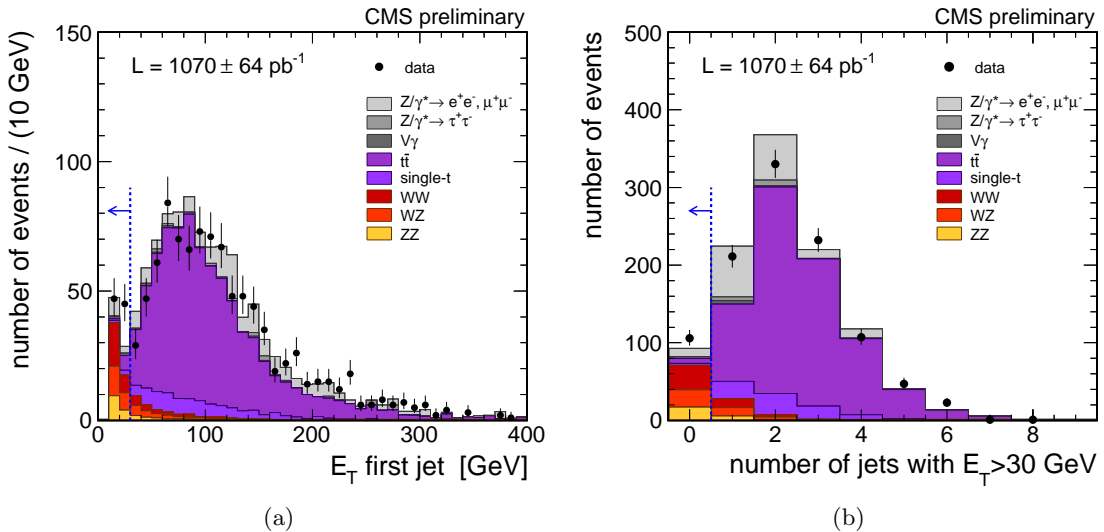 CMS preliminary
number of events / (10 GeV)
150
100
50
0
L = 1070 ± 64 pb⁻¹
data
Z/γ*→ e⁺e⁻, μ⁺μ⁻
Z/γ*→ τ⁺τ⁻
Vγ
tt̄
single-t
WW
WZ
ZZ
0 100 200 300 400
E_T first jet [GeV]
(a)
CMS preliminary
number of events
500
400
300
200
100
0
L = 1070 ± 64 pb⁻¹
data
Z/γ*→ e⁺e⁻, μ⁺μ⁻
Z/γ*→ τ⁺τ⁻
Vγ
tt̄
single-t
WW
WZ
ZZ
0 2 4 6 8
number of jets with E_T>30 GeV
(b)